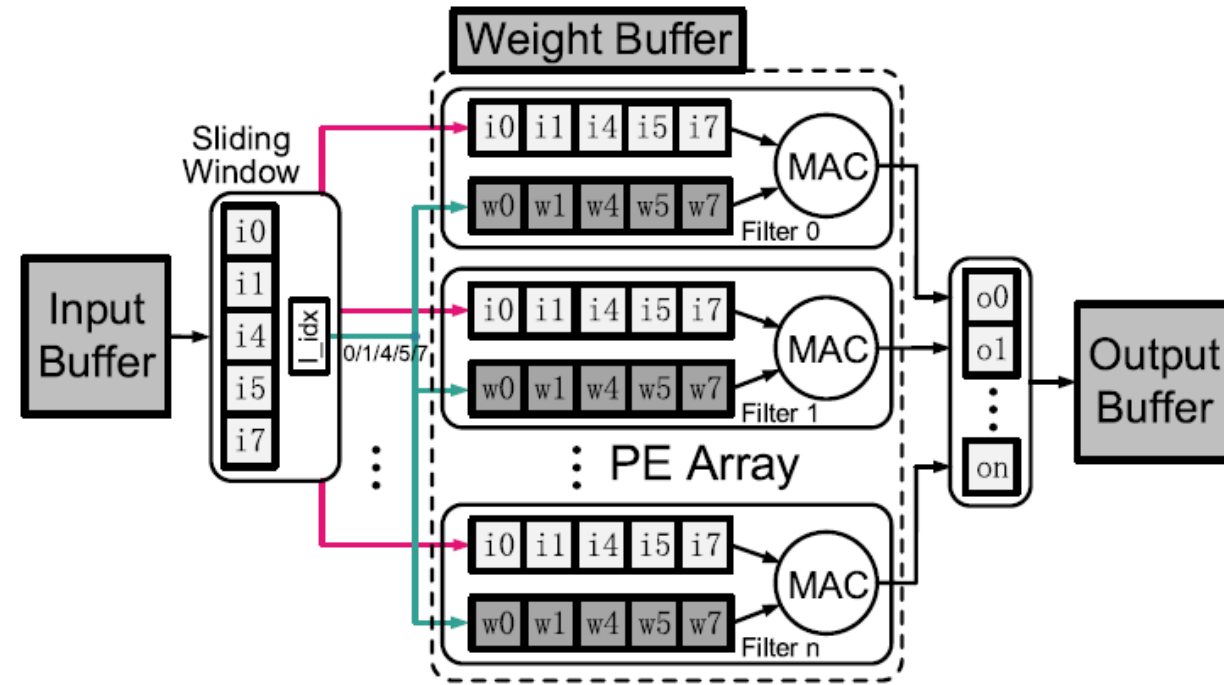 Weight Buffer
Sliding
Window
i0
i1
i4
i5
i7
I_idx
0/1/4/5/7
Input
Buffer
i0 i1 i4 i5 i7
w0 w1 w4 w5 w7
MAC
Filter 0
i0 i1 i4 i5 i7
w0 w1 w4 w5 w7
MAC
Filter 1
PE Array
i0 i1 i4 i5 i7
w0 w1 w4 w5 w7
MAC
Filter n
o0
o1
on
Output
Buffer